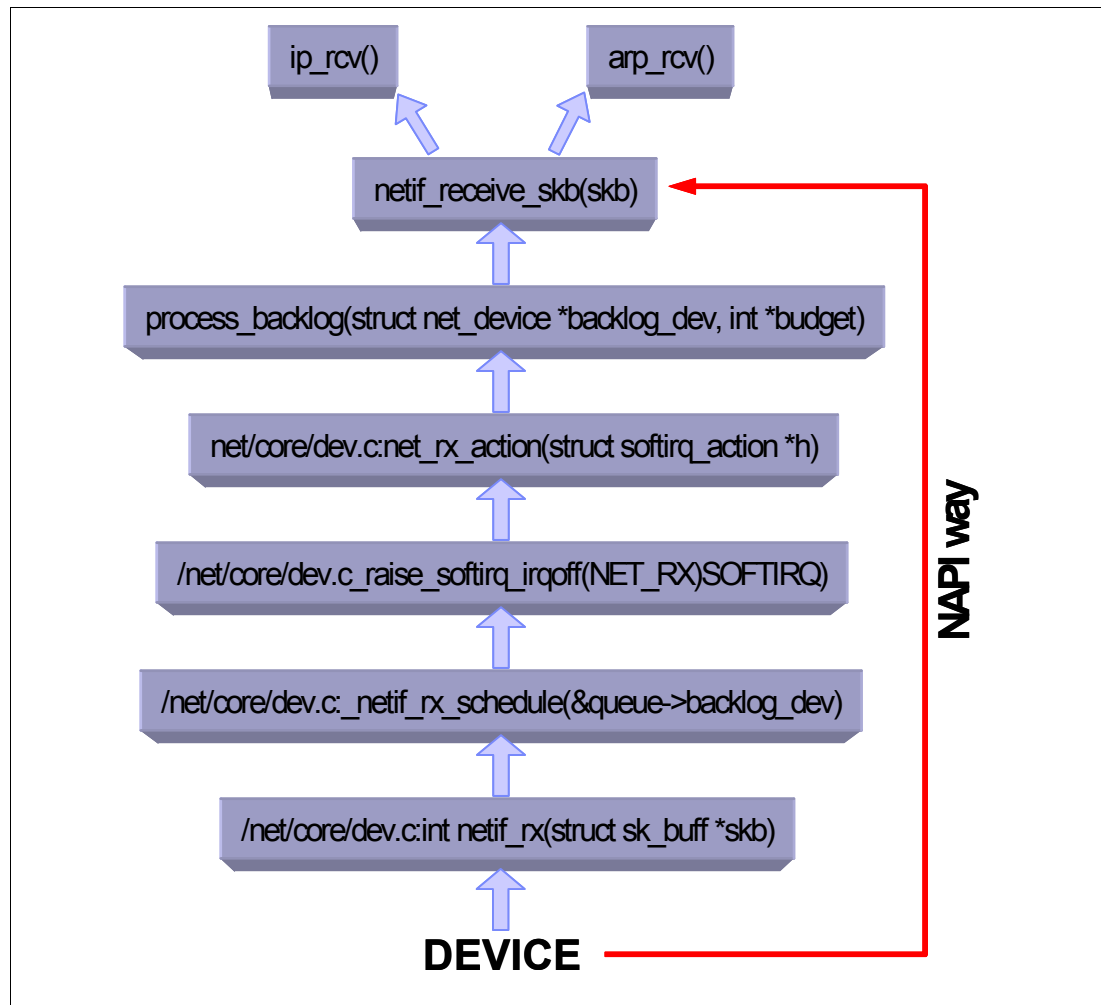 ip_rcv()
arp_rcv()
netif_receive_skb(skb)
process_backlog(struct net_device *backlog_dev, int *budget)
net/core/dev.c:net_rx_action(struct softirq_action *h)
/net/core/dev.c_raise_softirq_irqoff(NET_RX)SOFTIRQ)
/net/core/dev.c:_netif_rx_schedule(&queue->backlog_dev)
/net/core/dev.c:int netif_rx(struct sk_buff *skb)
DEVICE
NAPI way